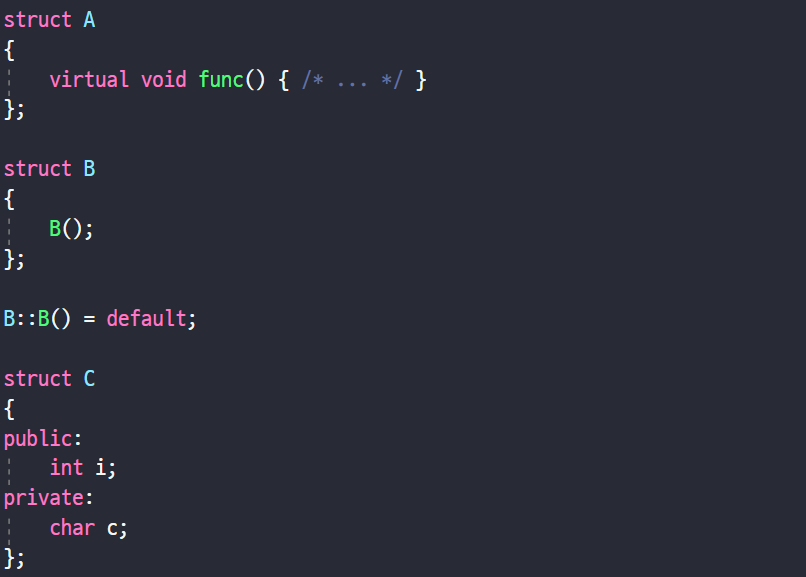 struct A
{
    virtual void func() { /* ... */ }
};

struct B
{
    B();
};

B::B() = default;

struct C
{
public:
    int i;
private:
    char c;
};